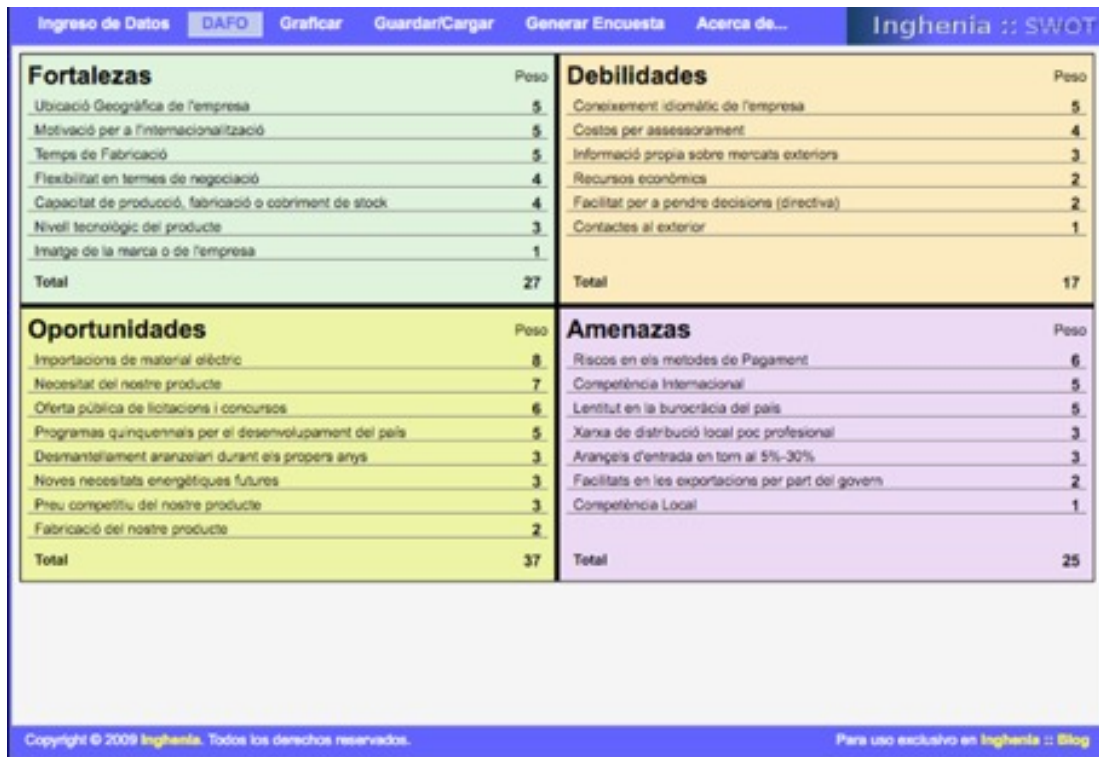 Ingreso de Datos DAFO Graficar Guardar/Cargar Generar Encuesta Acerca de... Inghenia :: SWOT
Fortalezas Peso
Ubicació Geogràfica de l'empresa 5
Motivació per a l'internacionalització 5
Temps de Fabricació 5
Flexibilitat en termes de negociació 4
Capacitat de producció, fabricació o cobriment de stock 4
Nivell tecnològic del producte 3
Imatge de la marca o de l'empresa 1
Total 27
Debilidades Peso
Coneixement idiomàtic de l'empresa 5
Costos per assessorament 4
Informació propia sobre mercats exteriors 3
Recursos econòmics 2
Facilitat per a pendre decisions (directiva) 2
Contactes al exterior 1
Total 17
Oportunidades Peso
Importacions de material elèctric 8
Necesitat del nostre producte 7
Oferta pública de licitacions i concursos 6
Programas quinquennals per el desenvolupament del país 5
Desmantellament aranzelari durant els propers anys 3
Noves necesitats energètiques futures 3
Preu competitiu del nostre producte 3
Fabricació del nostre producte 2
Total 37
Amenazas Peso
Riscos en els metodes de Pagament 6
Competència Internacional 5
Lentitut en la burocràcia del país 5
Xarxa de distribució local poc profesional 3
Arançels d'entrada en torn al 5%-30% 3
Facilitats en les exportacions per part del govern 2
Competència Local 1
Total 25
Copyright © 2009 Inghenia. Todos los derechos reservados. Para uso exclusivo en Inghenia :: Blog